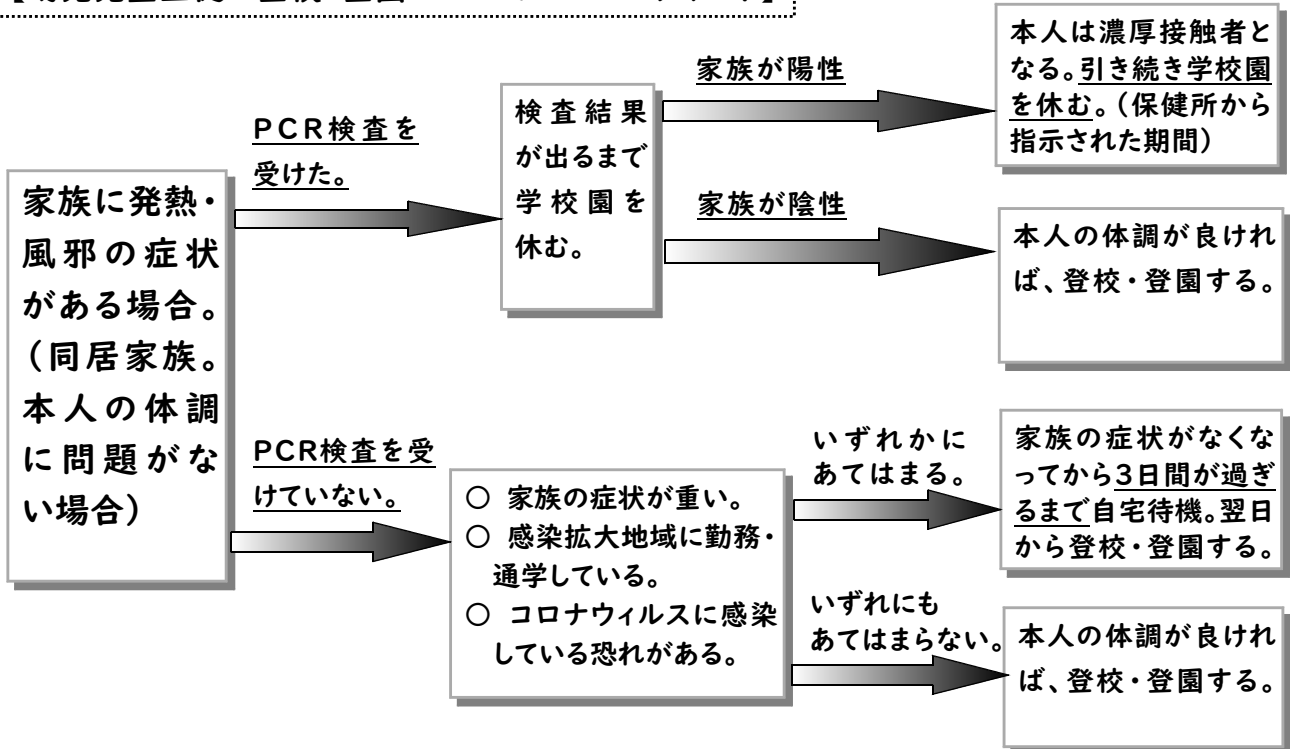 家族に発熱・
風邪の症状
がある場合。
(同居家族。
本人の体調
に問題がな
い場合)
PCR検査を
受けた。
検査結果
が出るまで
学校園を
休む。
家族が陽性
本人は濃厚接触者と
なる。引き続き学校園
を休む。(保健所から
指示された期間)
家族が陰性
本人の体調が良けれ
ば、登校・登園する。
PCR検査を受
けていない。
○ 家族の症状が重い。
○ 感染拡大地域に勤務・
通学している。
○ コロナウィルスに感染
している恐れがある。
いずれかに
あてはまる。
家族の症状がなくな
ってから3日間が過ぎ
るまで自宅待機。翌日
から登校・登園する。
いずれにも
あてはまらない。
本人の体調が良けれ
ば、登校・登園する。